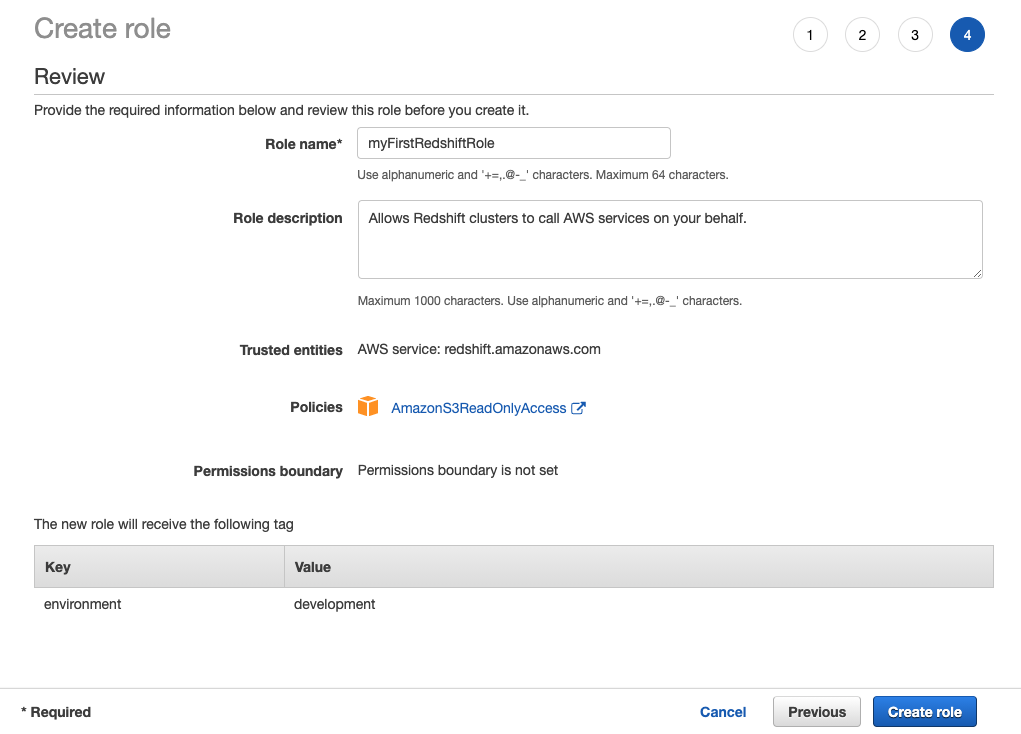 Create role
1 2 3 4
Review
Provide the required information below and review this role before you create it.
Role name* myFirstRedshiftRole
Use alphanumeric and '+=,.@-_' characters. Maximum 64 characters.
Role description Allows Redshift clusters to call AWS services on your behalf.
Maximum 1000 characters. Use alphanumeric and '+=,.@-_' characters.
Trusted entities AWS service: redshift.amazonaws.com
Policies AmazonS3ReadOnlyAccess
Permissions boundary Permissions boundary is not set
The new role will receive the following tag
Key Value
environment development
* Required Cancel Previous Create role